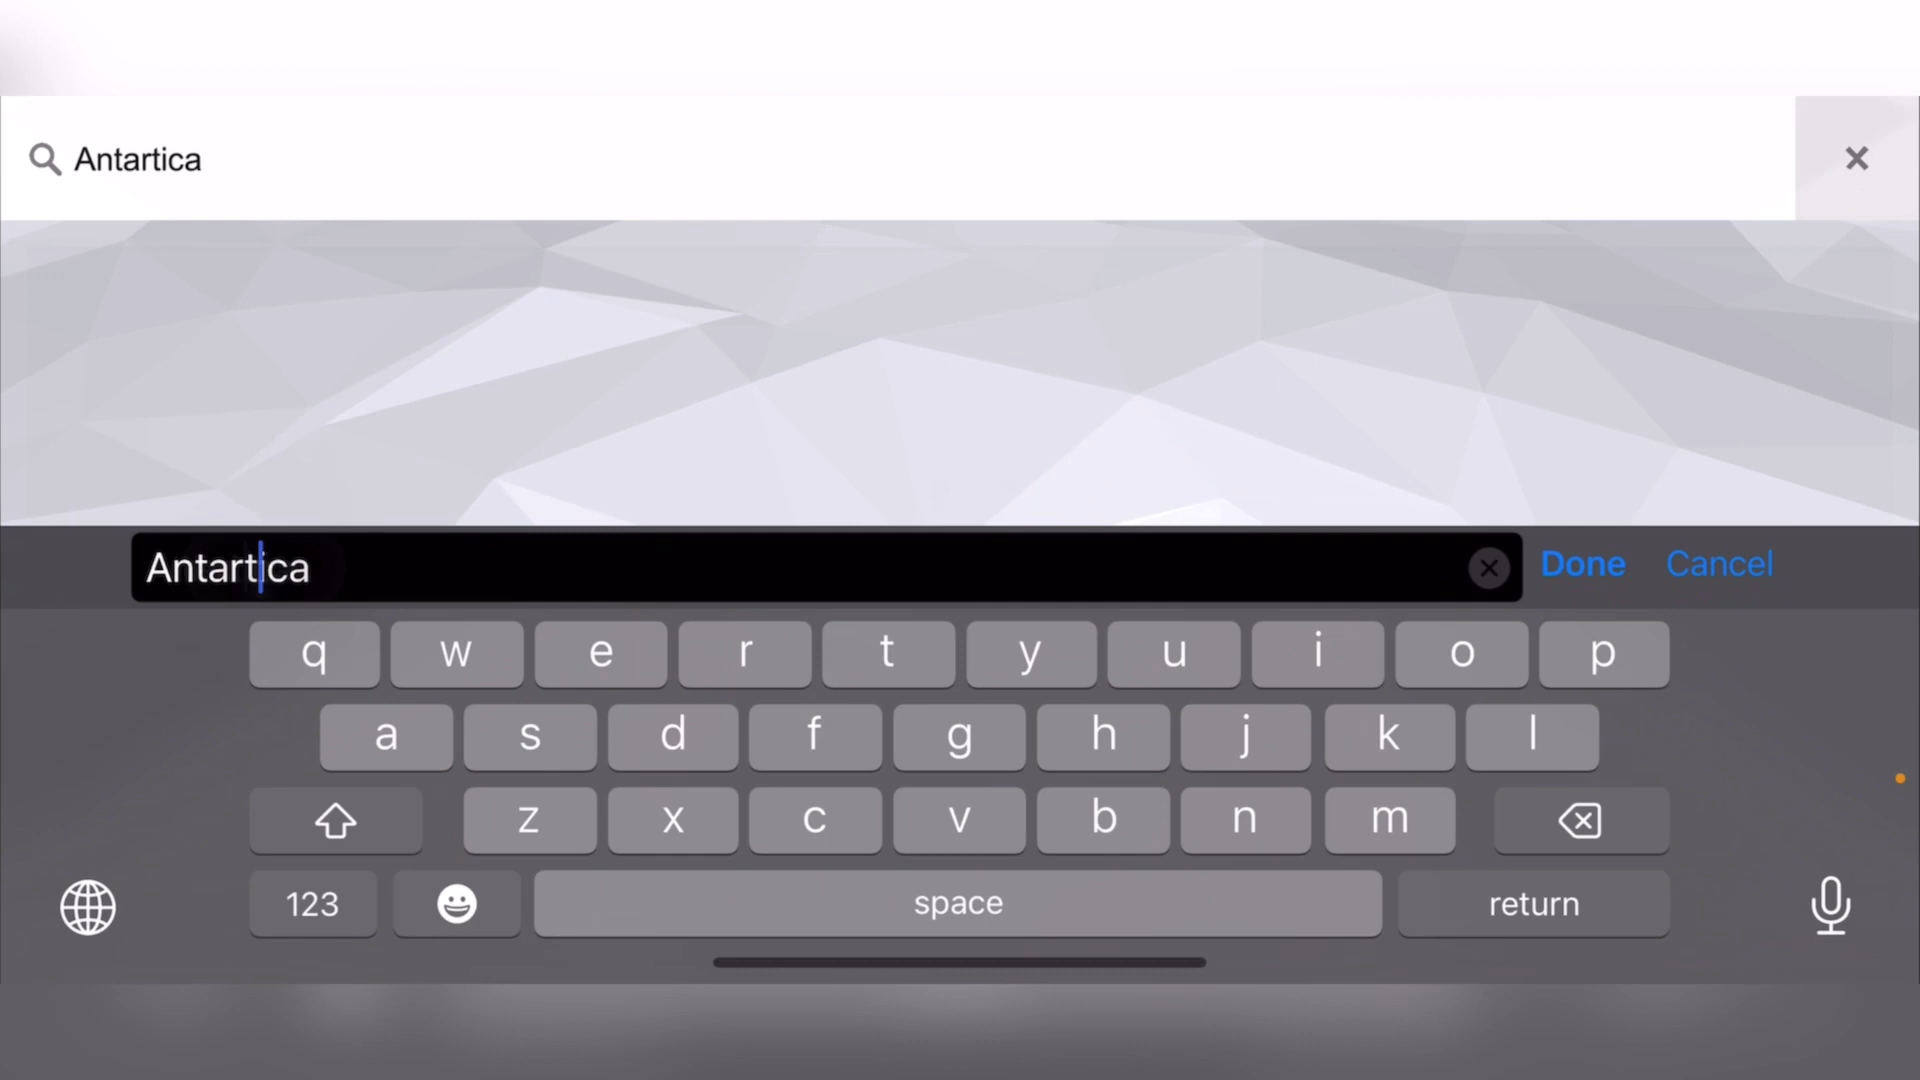 Antartica
Antartica Done Cancel
q w e r t y u i o p
a s d f g h j k l
z x c v b n m
123 space return